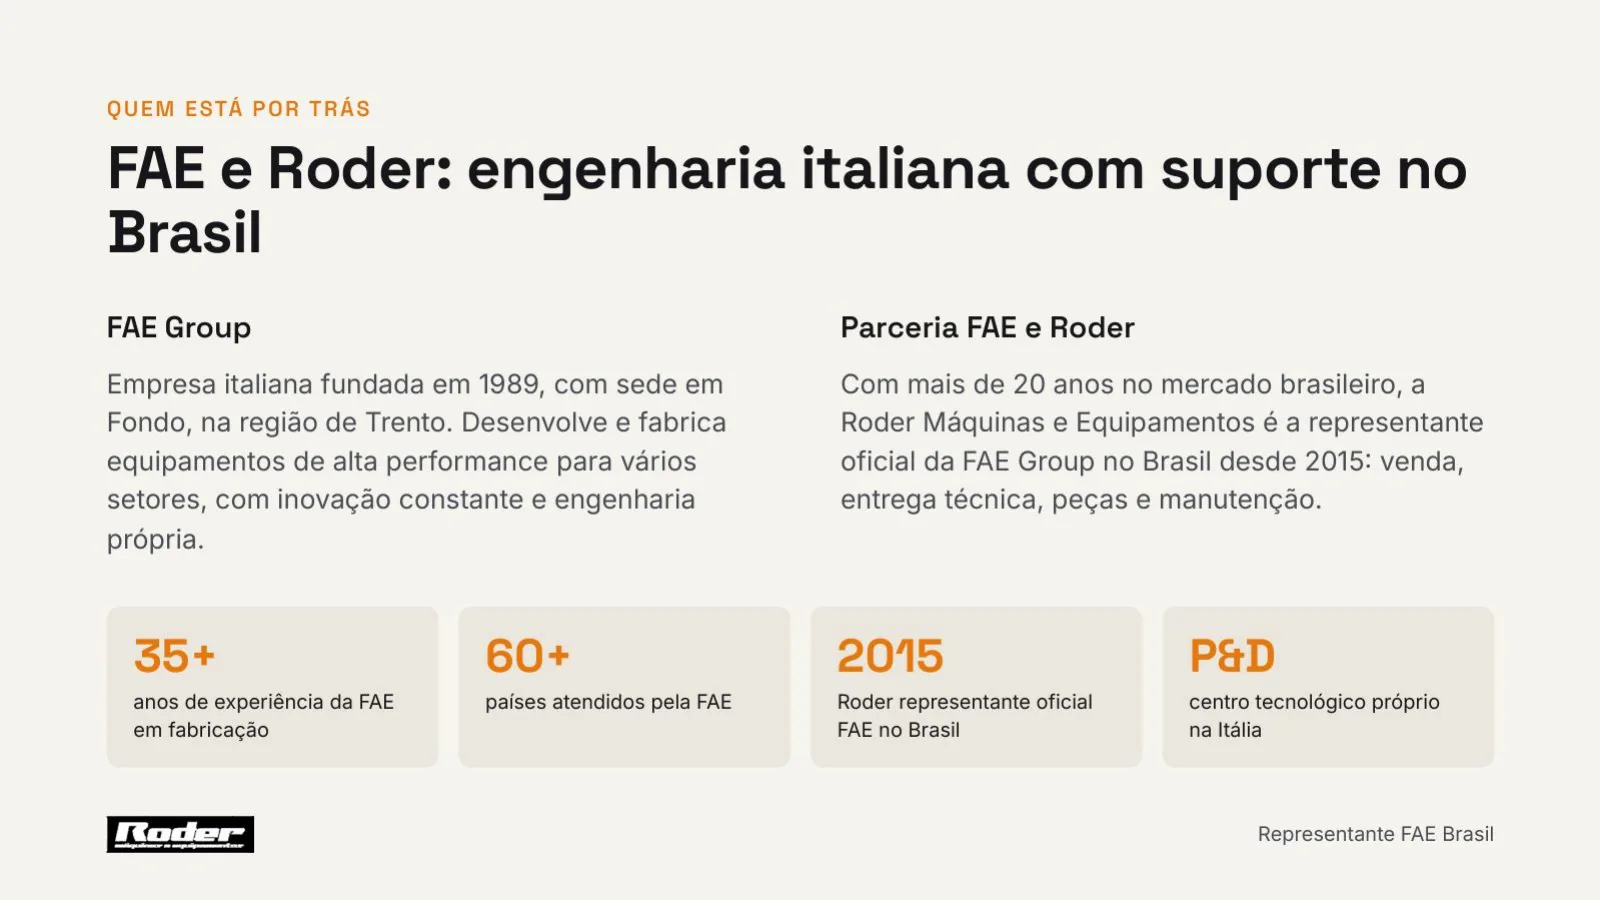 QUEM ESTÁ POR TRÁS
FAE e Roder: engenharia italiana com suporte no
Brasil
FAE Group
Empresa italiana fundada em 1989, com sede em
Fondo, na região de Trento. Desenvolve e fabrica
equipamentos de alta performance para vários
setores, com inovação constante e engenharia
própria.
Parceria FAE e Roder
Com mais de 20 anos no mercado brasileiro, a
Roder Máquinas e Equipamentos é a representante
oficial da FAE Group no Brasil desde 2015: venda,
entrega técnica, peças e manutenção.
35+
anos de experiência da FAE
em fabricação
60+
países atendidos pela FAE
2015
Roder representante oficial
FAE no Brasil
P&D
centro tecnológico próprio
na Itália
Roder
máquinas e equipamentos
Representante FAE Brasil